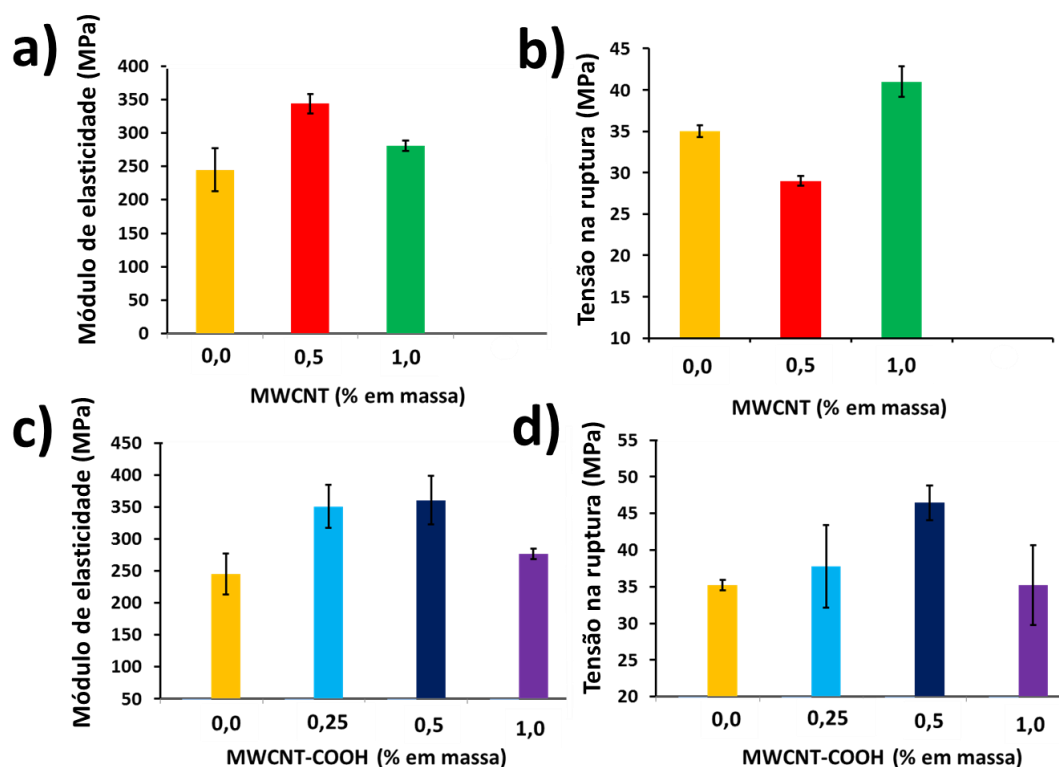 a)
Módulo de elasticidade (MPa)
400
350
300
250
200
150
100
50
0
0,0 0,5 1,0
MWCNT (% em massa)
b)
Tensão na ruptura (MPa)
45
40
35
30
25
20
15
10
0,0 0,5 1,0
MWCNT (% em massa)
c)
Módulo de elasticidade (MPa)
450
400
350
300
250
200
150
100
50
0,0 0,25 0,5 1,0
MWCNT-COOH (% em massa)
d)
Tensão na ruptura (MPa)
55
50
45
40
35
30
25
20
0,0 0,25 0,5 1,0
MWCNT-COOH (% em massa)